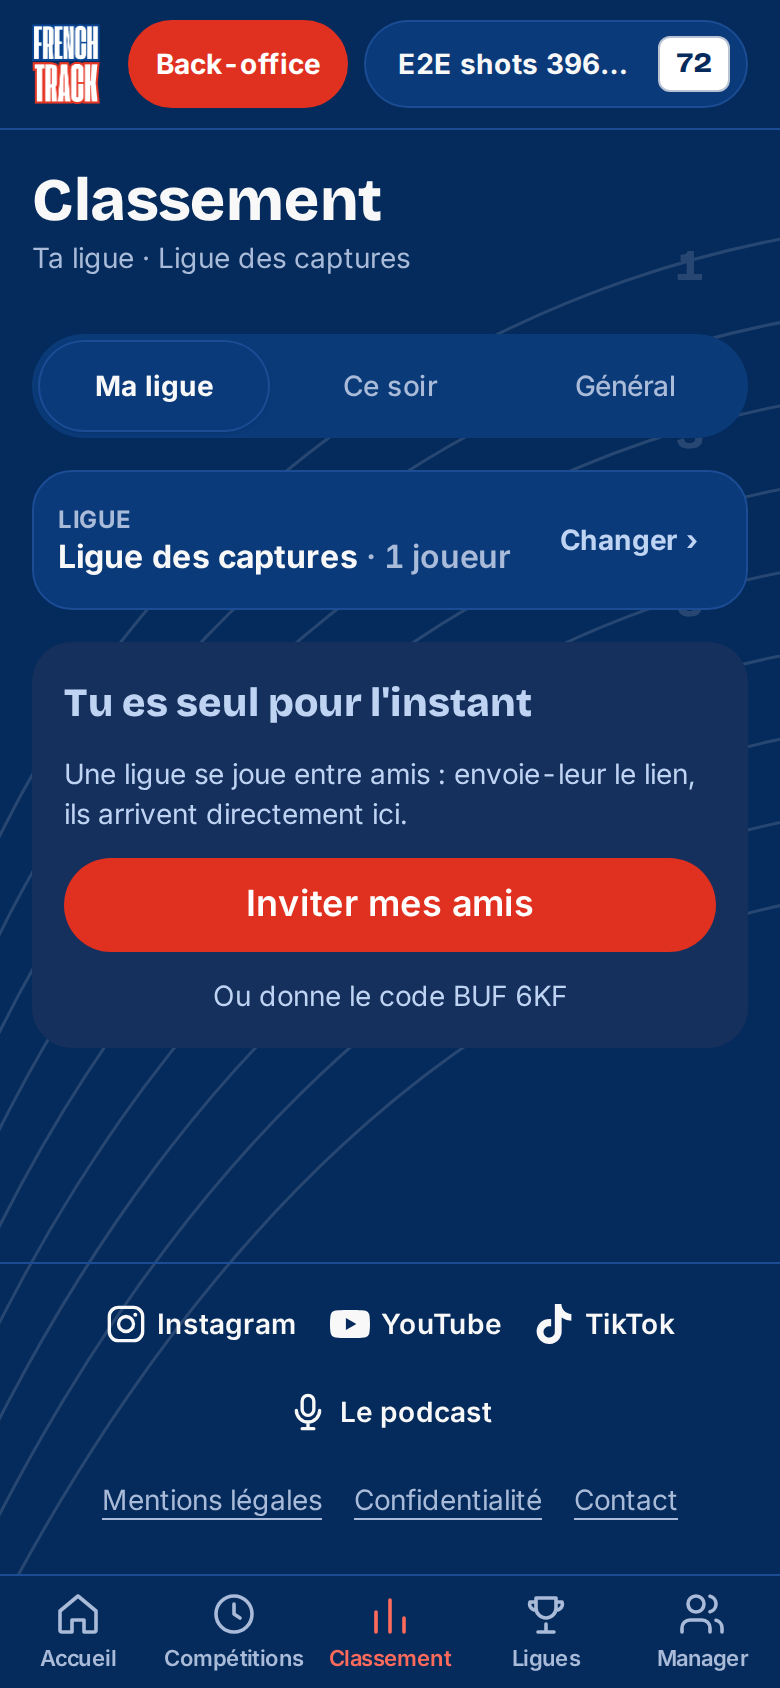 FRENCH
TRACK
Back-office
E2E shots 396...
72
Classement
Ta ligue · Ligue des captures
1
Ma ligue
Ce soir
Général
LIGUE
Ligue des captures · 1 joueur
Changer ›
Tu es seul pour l'instant
Une ligue se joue entre amis : envoie-leur le lien,
ils arrivent directement ici.
Inviter mes amis
Ou donne le code BUF 6KF
Instagram
YouTube
TikTok
Le podcast
Mentions légales
Confidentialité
Contact
Accueil
Compétitions
Classement
Ligues
Manager